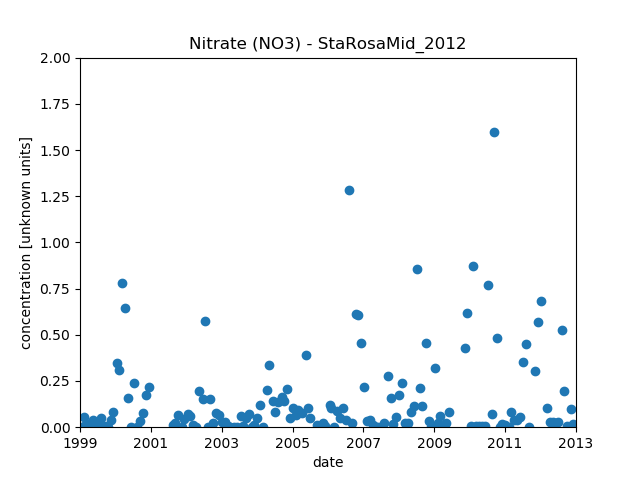 Nitrate (NO3) - StaRosaMid_2012
2.00
1.75
1.50
1.25
1.00
0.75
0.50
0.25
0.00
concentration [unknown units]
1999 2001 2003 2005 2007 2009 2011 2013
date